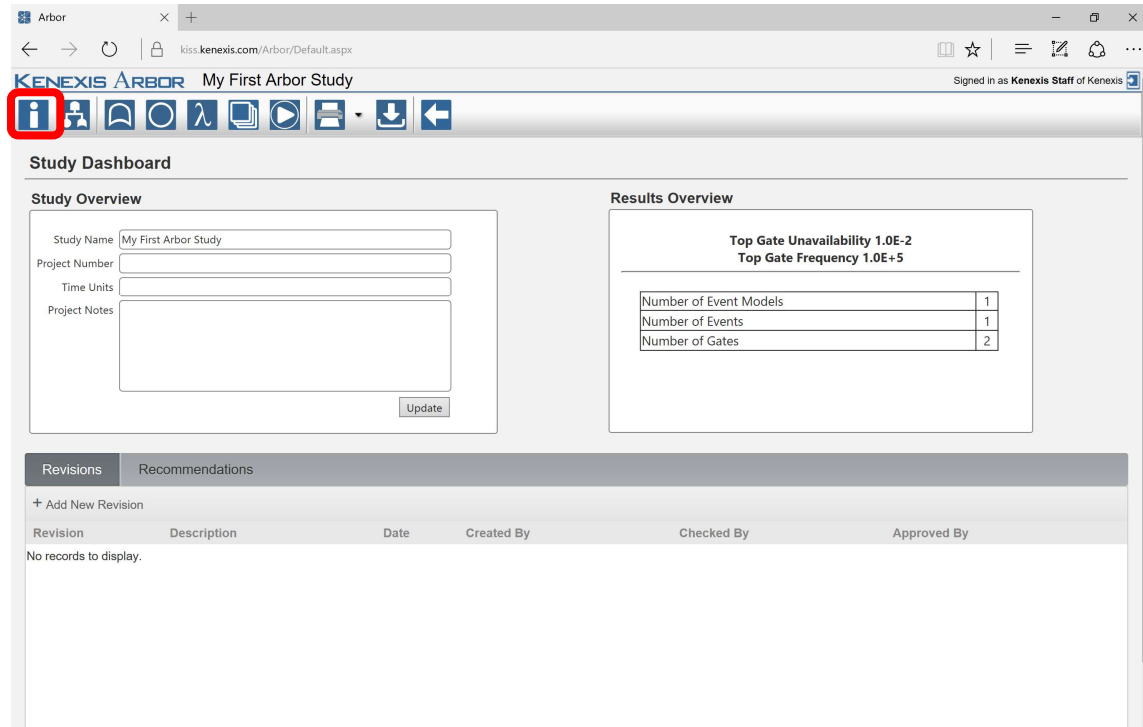 Arbor
kiss.kenexis.com/Arbor/Default.aspx
KENEXIS ARBOR My First Arbor Study
Signed in as Kenexis Staff of Kenexis
i λ
Study Dashboard
Study Overview
Study Name My First Arbor Study
Project Number
Time Units
Project Notes
Update
Results Overview
Top Gate Unavailability 1.0E-2
Top Gate Frequency 1.0E+5
Number of Event Models 1
Number of Events 1
Number of Gates 2
Revisions Recommendations
+ Add New Revision
Revision Description Date Created By Checked By Approved By
No records to display.